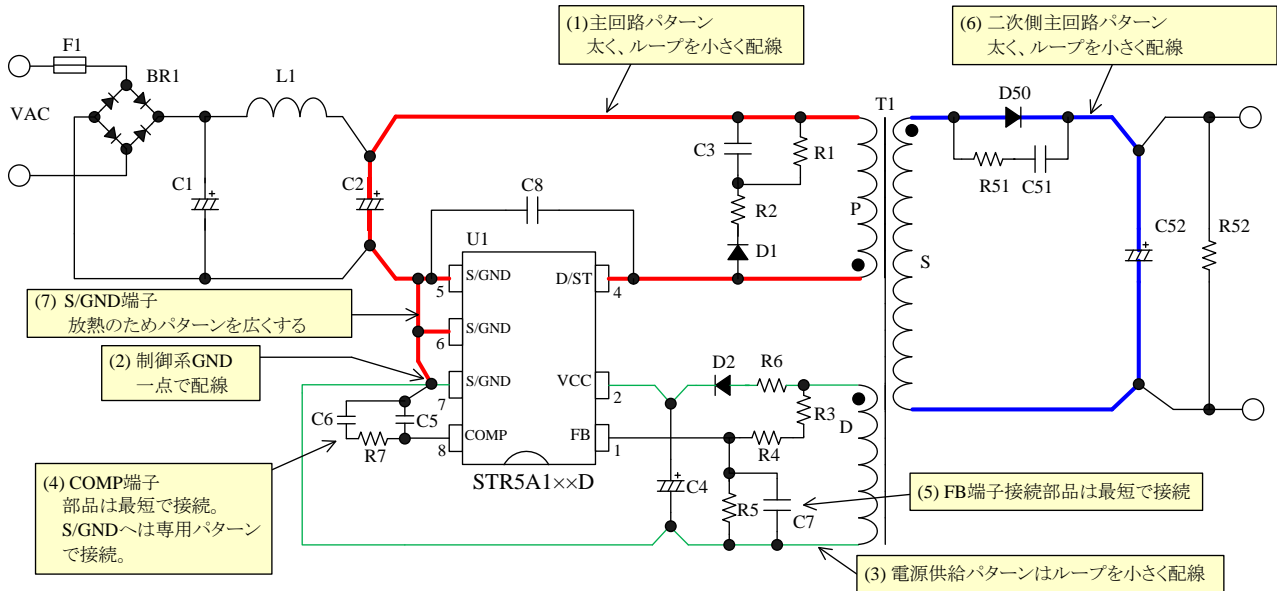 (1)主回路パターン
太く、ループを小さく配線
(6) 二次側主回路パターン
太く、ループを小さく配線
F1
BR1
L1
VAC
C1
C2
C8
C3
R1
R2
D1
P
T1
S
D50
R51
C51
C52
R52
U1
S/GND
5
D/ST
4
(7) S/GND端子
放熱のためパターンを広くする
S/GND
6
(2) 制御系GND
一点で配線
S/GND
7
VCC
2
D2
R6
R3
D
C6
C5
R7
COMP
8
FB
1
R4
STR5A1××D
C4
R5
C7
(4) COMP端子
部品は最短で接続。
S/GNDへは専用パターン
で接続。
(5) FB端子接続部品は最短で接続
(3) 電源供給パターンはループを小さく配線